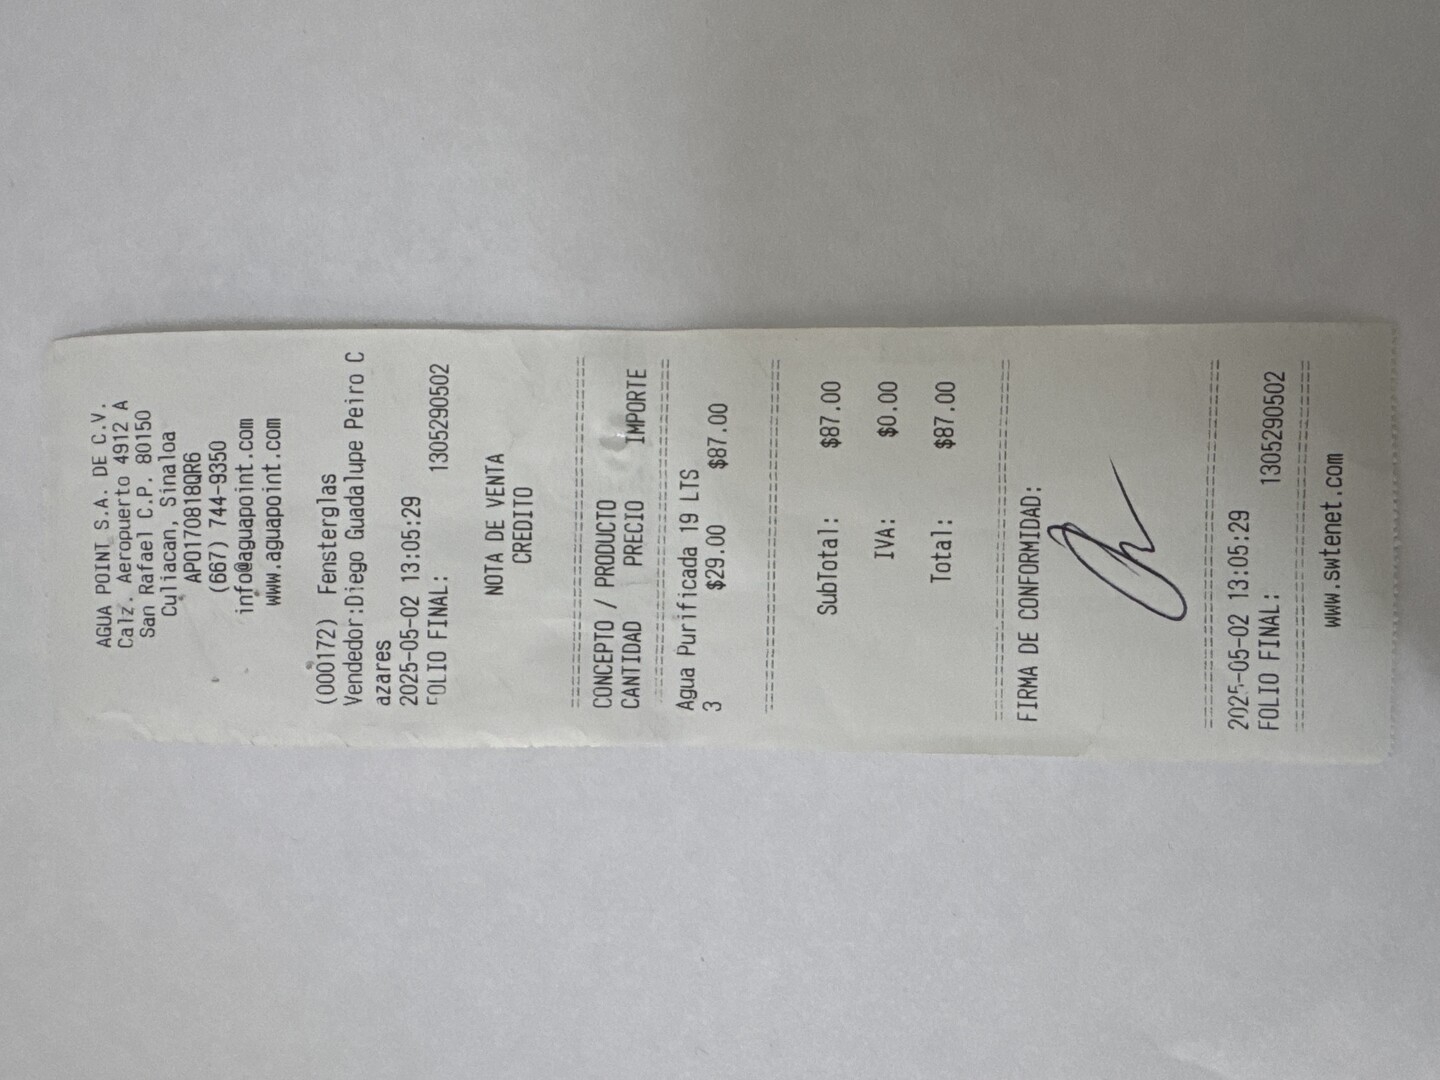 AGUA POINT S.A. DE C.V.
Calz. Aeropuerto 4912 A
San Rafael C.P. 80150
Culiacan, Sinaloa
APO170818QR6
(667) 744-9350
info@aguapoint.com
www.aguapoint.com
(000172) Fensterglas
Vendedor:Diego Guadalupe Peiro C
azares
2025-05-02 13:05:29
FOLIO FINAL: 1305290502
NOTA DE VENTA
CREDITO
================================
CONCEPTO / PRODUCTO
CANTIDAD PRECIO IMPORTE
================================
Agua Purificada 19 LTS
3 $29.00 $87.00
================================
SubTotal: $87.00
IVA: $0.00
Total: $87.00
================================
FIRMA DE CONFORMIDAD:
================================
2025-05-02 13:05:29
FOLIO FINAL: 1305290502
================================
www.swtenet.com